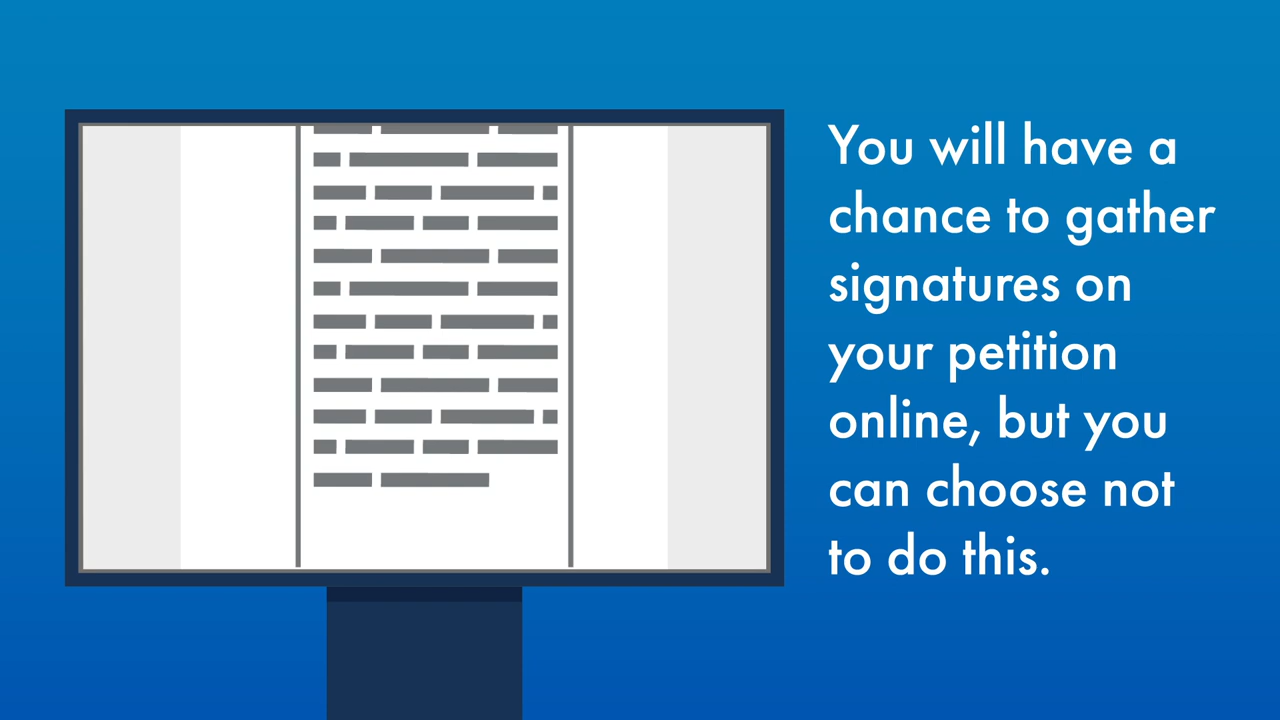 You will have a
chance to gather
signatures on
your petition
online, but you
can choose not
to do this.